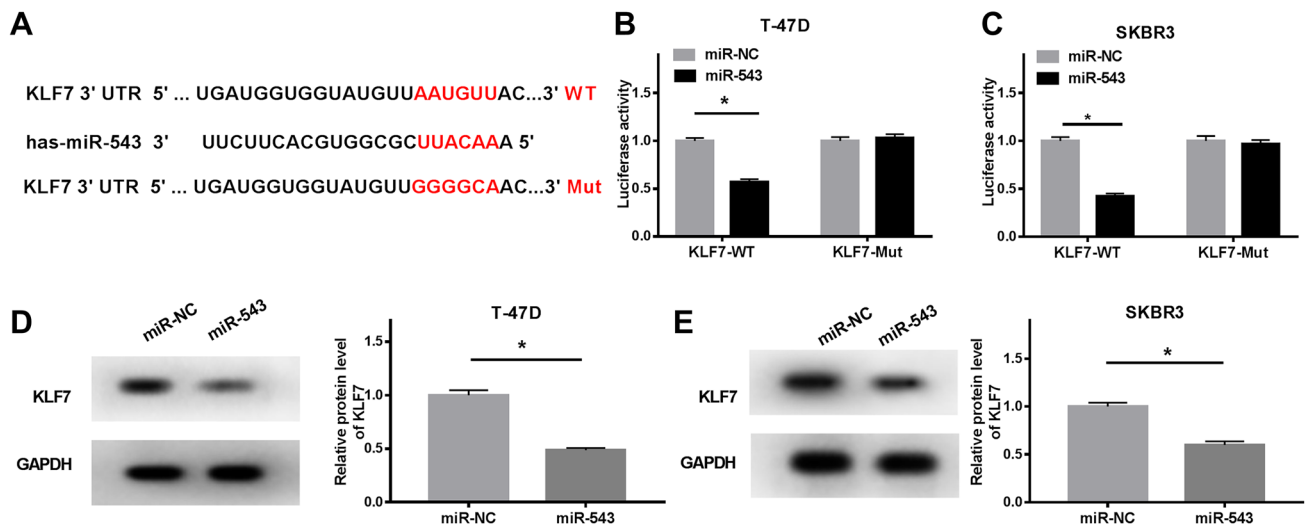 A
KLF7 3' UTR 5' ... UGAUGGUGGUAUGUUAAUGUUAC...3' WT
has-miR-543 3' UUCUUCACGUGGCGCUUACAAA 5'
KLF7 3' UTR 5' ... UGAUGGUGGUAUGUUGGGGCAAC...3' Mut
B
T-47D
miR-NC
miR-543
Luciferase activity
1.5
1.0
0.5
0.0
*
KLF7-WT
KLF7-Mut
C
SKBR3
miR-NC
miR-543
Luciferase activity
1.5
1.0
0.5
0.0
*
KLF7-WT
KLF7-Mut
D
miR-NC
miR-543
KLF7
GAPDH
T-47D
Relative protein level
of KLF7
1.5
1.0
0.5
0.0
*
miR-NC
miR-543
E
miR-NC
miR-543
KLF7
GAPDH
SKBR3
Relative protein level
of KLF7
1.5
1.0
0.5
0.0
*
miR-NC
miR-543